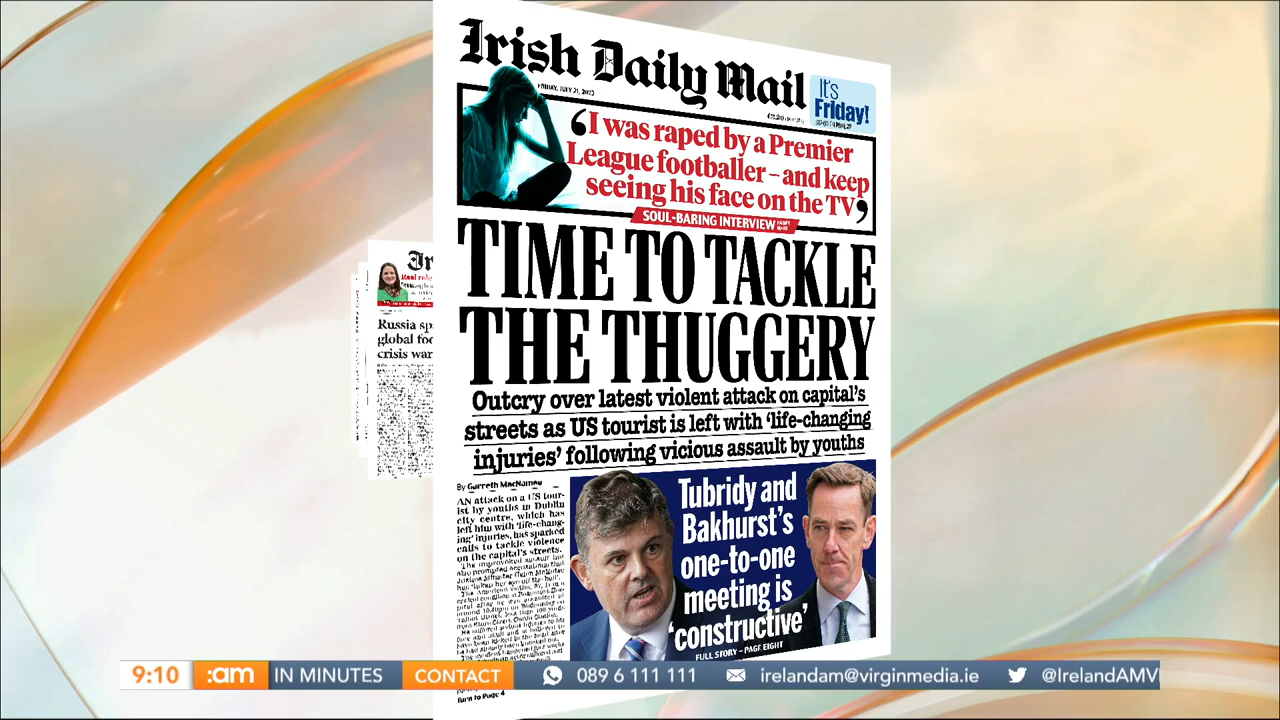 Irish Daily Mail
FRIDAY, JULY 21, 2023
It's
Friday!
‘I was raped by a Premier
League footballer – and keep
seeing his face on the TV’
SOUL-BARING INTERVIEW
TIME TO TACKLE
THE THUGGERY
Outcry over latest violent attack on capital's
streets as US tourist is left with ‘life-changing
injuries’ following vicious assault by youths
By Garreth MacNamee
AN attack on a US tour-
ist by youths in Dublin
city centre, which has
left him with ‘life-chang-
ing’ injuries, has sparked
calls to tackle violence
on the capital's streets.
Turn to Page 4
Tubridy and
Bakhurst's
one-to-one
meeting is
‘constructive’
FULL STORY – PAGE EIGHT
Ir
Russia sp
global foo
crisis war
9:10 :am IN MINUTES CONTACT 089 6 111 111 irelandam@virginmedia.ie @IrelandAMV